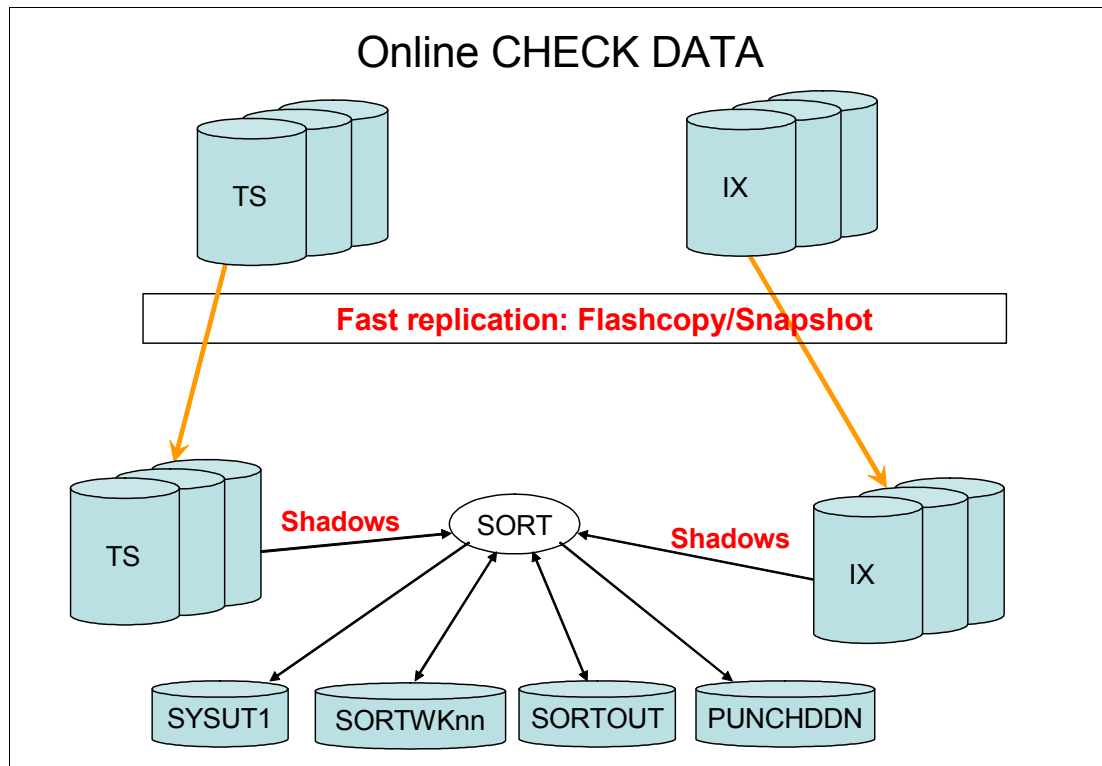 Online CHECK DATA
TS
IX
Fast replication: Flashcopy/Snapshot
TS
Shadows
SORT
Shadows
IX
SYSUT1
SORTWKnn
SORTOUT
PUNCHDDN